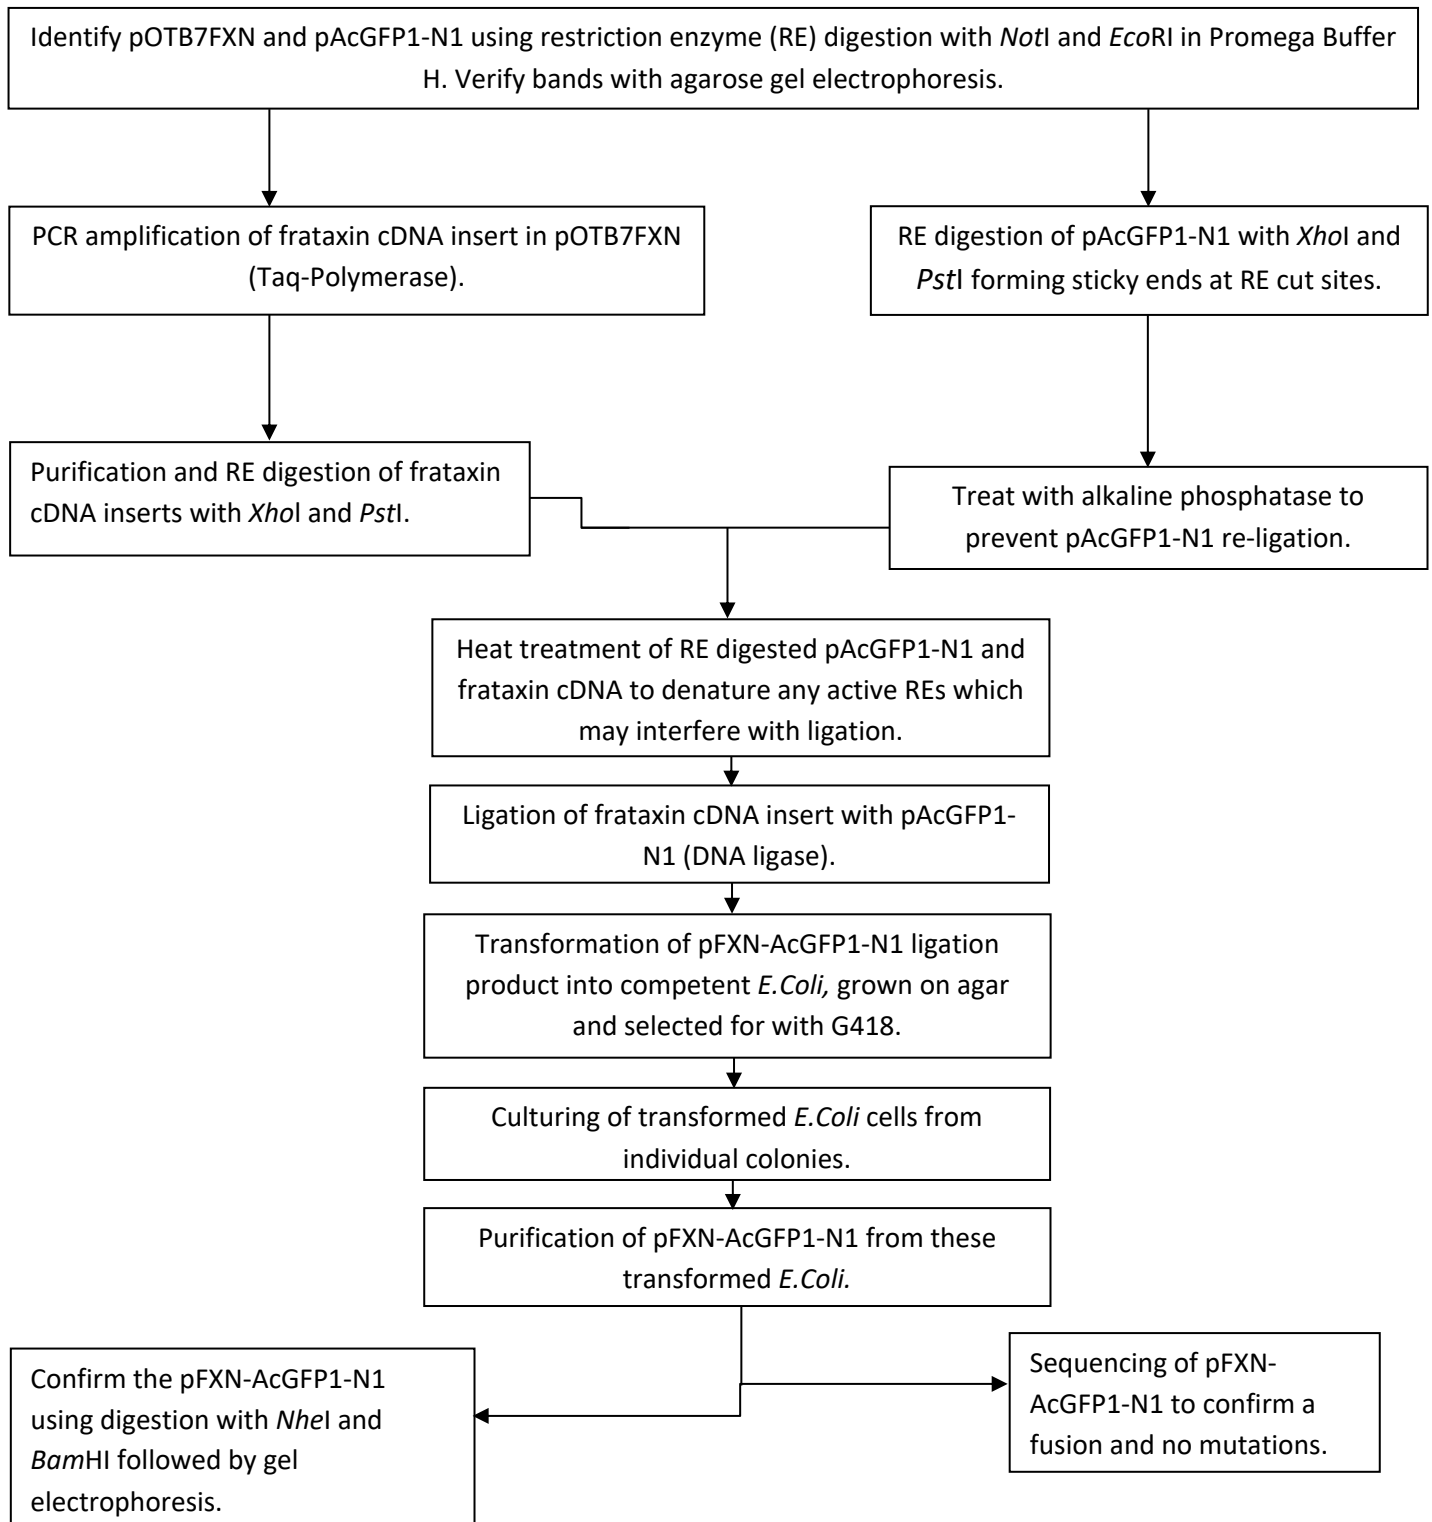 Identify pOTB7FXN and pAcGFP1-N1 using restriction enzyme (RE) digestion with NotI and EcoRI in Promega Buffer
H. Verify bands with agarose gel electrophoresis.
PCR amplification of frataxin cDNA insert in pOTB7FXN
(Taq-Polymerase).
RE digestion of pAcGFP1-N1 with XhoI and
PstI forming sticky ends at RE cut sites.
Purification and RE digestion of frataxin
cDNA inserts with XhoI and PstI.
Treat with alkaline phosphatase to
prevent pAcGFP1-N1 re-ligation.
Heat treatment of RE digested pAcGFP1-N1 and
frataxin cDNA to denature any active REs which
may interfere with ligation.
Ligation of frataxin cDNA insert with pAcGFP1-
N1 (DNA ligase).
Transformation of pFXN-AcGFP1-N1 ligation
product into competent E.Coli, grown on agar
and selected for with G418.
Culturing of transformed E.Coli cells from
individual colonies.
Purification of pFXN-AcGFP1-N1 from these
transformed E.Coli.
Confirm the pFXN-AcGFP1-N1
using digestion with NheI and
BamHI followed by gel
electrophoresis.
Sequencing of pFXN-
AcGFP1-N1 to confirm a
fusion and no mutations.